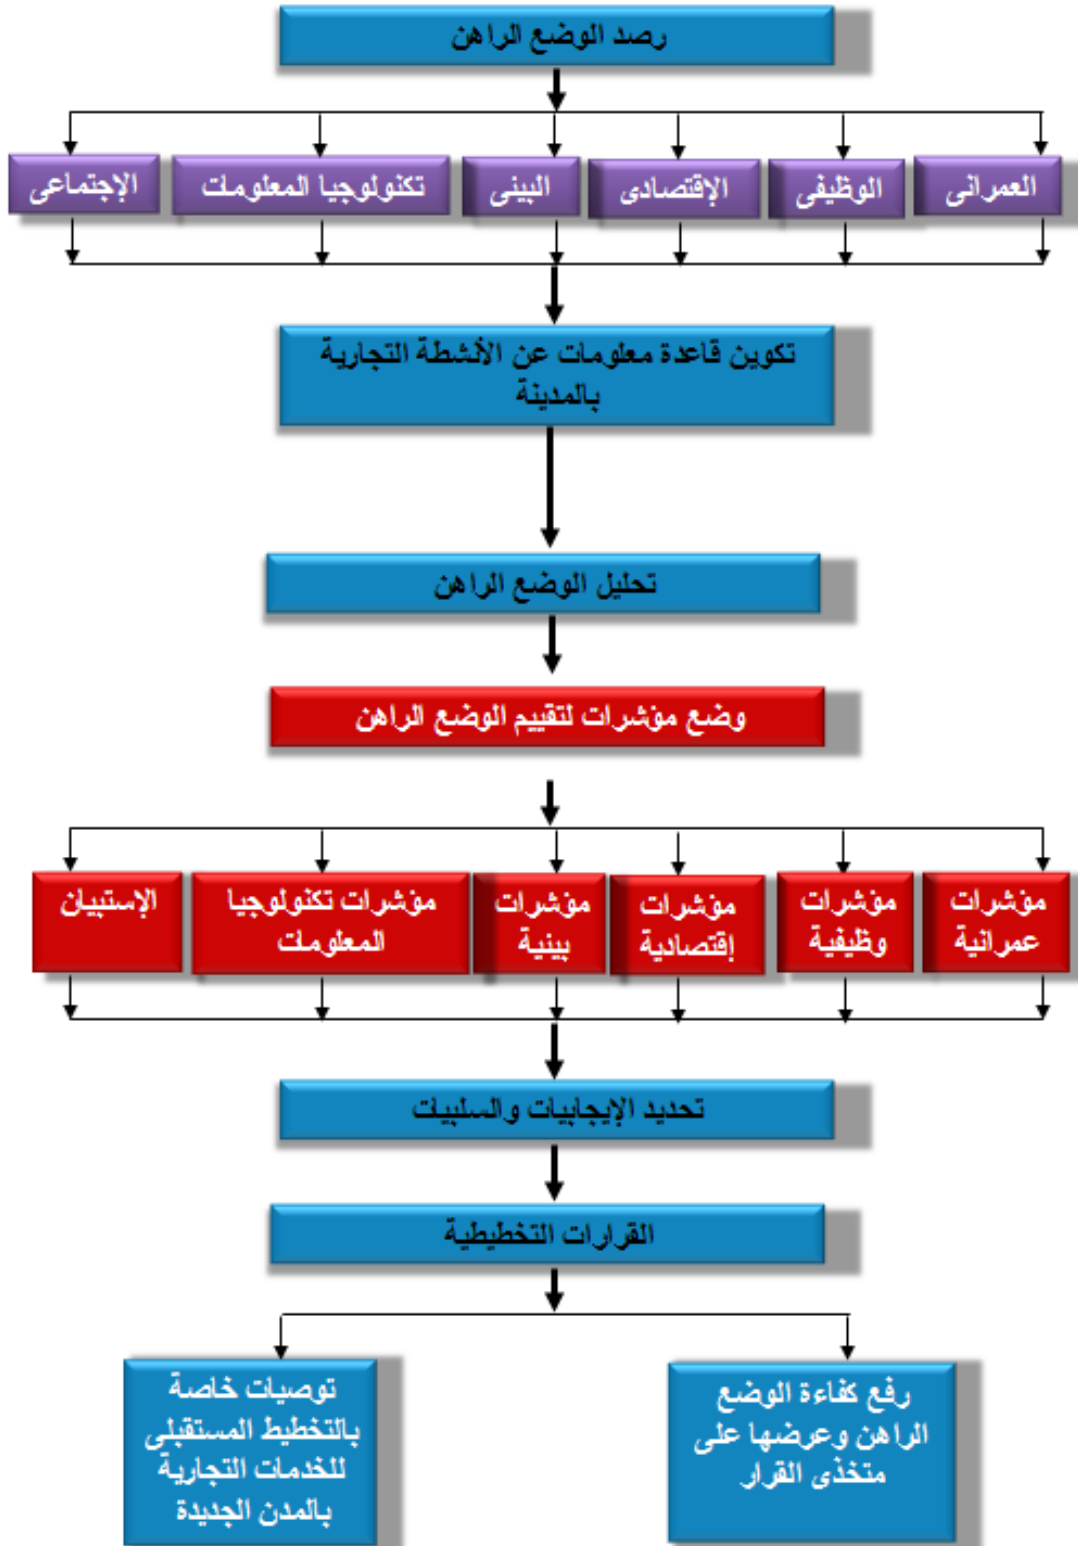 رصد الوضع الراهن
العمرانى
الوظيفى
الإقتصادى
البيئى
تكنولوجيا المعلومات
الإجتماعى
تكوين قاعدة معلومات عن الأنشطة التجارية
بالمدينة
تحليل الوضع الراهن
وضع مؤشرات لتقييم الوضع الراهن
مؤشرات
عمرانية
مؤشرات
وظيفية
مؤشرات
إقتصادية
مؤشرات
بيئية
مؤشرات تكنولوجيا
المعلومات
الإستبيان
تحديد الإيجابيات والسلبيات
القرارات التخطيطية
رفع كفاءة الوضع
الراهن وعرضها على
متخذى القرار
توصيات خاصة
بالتخطيط المستقبلى
للخدمات التجارية
بالمدن الجديدة